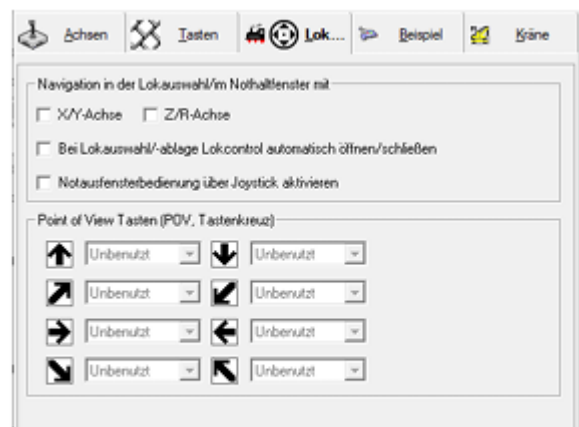 Achsen Tasten Lok... Beispiel Kräne
Navigation in der Lokauswahl/im Nothaltfenster mit
X/Y-Achse Z/R-Achse
Bei Lokauswahl/-ablage Lokcontrol automatisch öffnen/schließen
Notausfensterbedienung über Joystick aktivieren
Point of View Tasten (POV, Tastenkreuz)
Unbenutzt Unbenutzt
Unbenutzt Unbenutzt
Unbenutzt Unbenutzt
Unbenutzt Unbenutzt